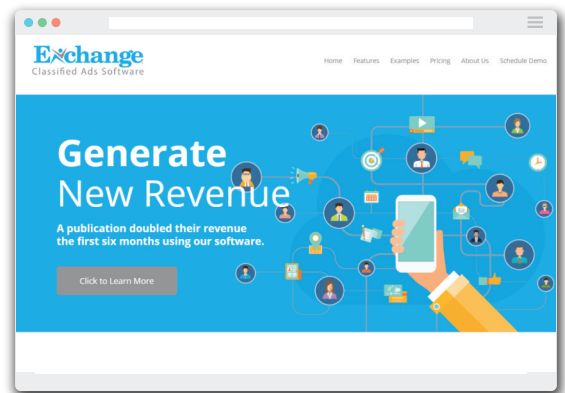 Exchange
Classified Ads Software
Home Features Examples Pricing About Us Schedule Demo
Generate
New Revenue
A publication doubled their revenue
the first six months using our software.
Click to Learn More